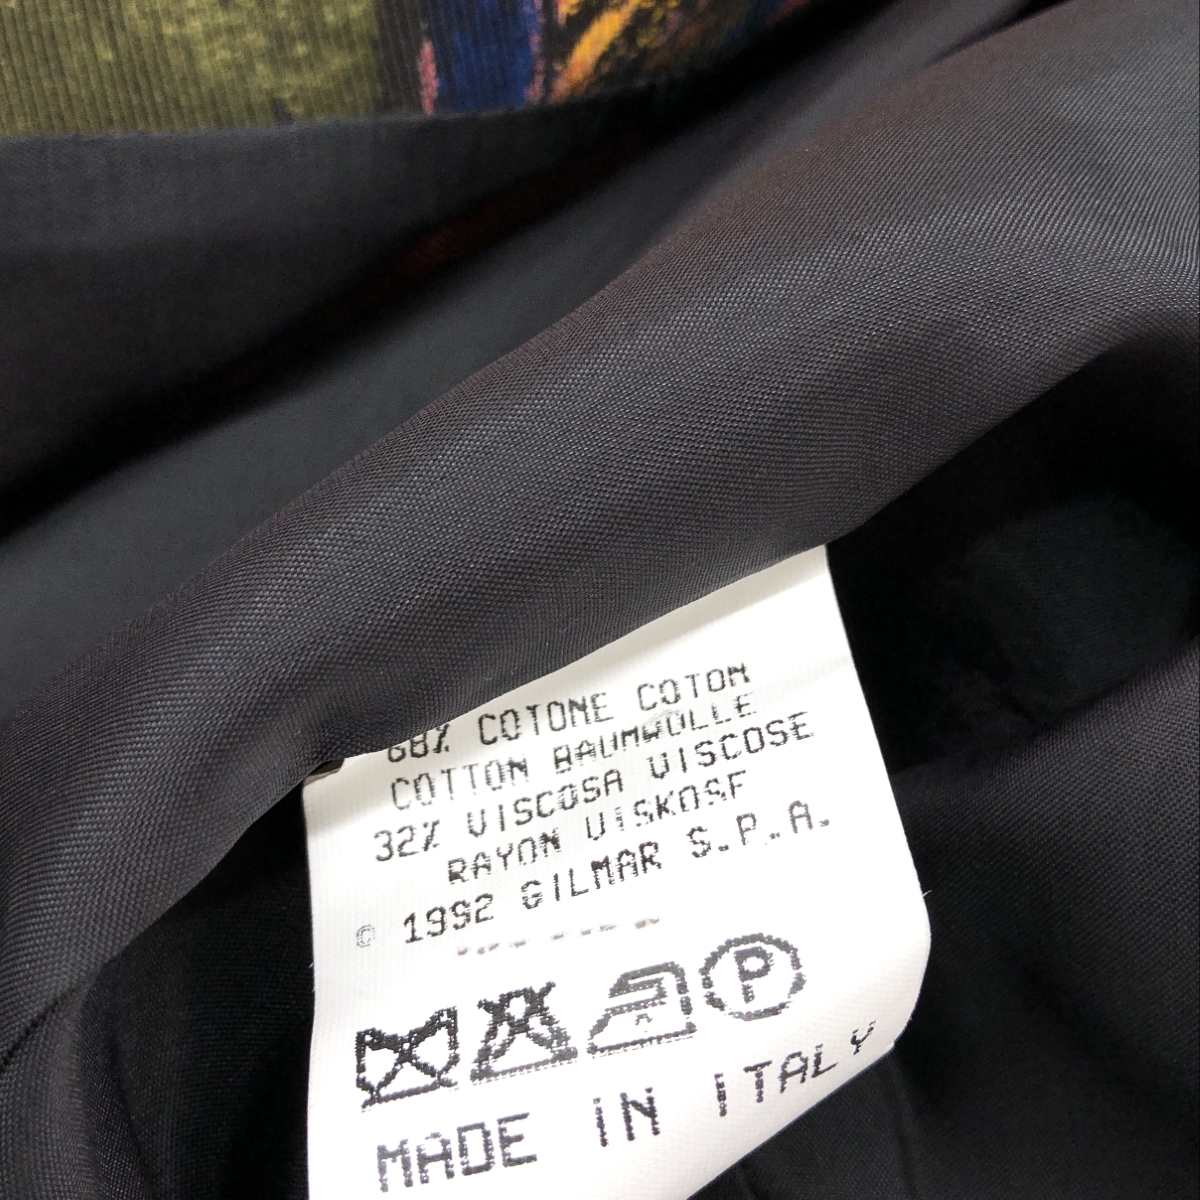 68% COTONE COTON
COTTON BAUMWOLLE
32% VISCOSA VISCOSE
RAYON VISKOSE
© 1992 GILMAR S.P.A.
P
MADE IN ITALY